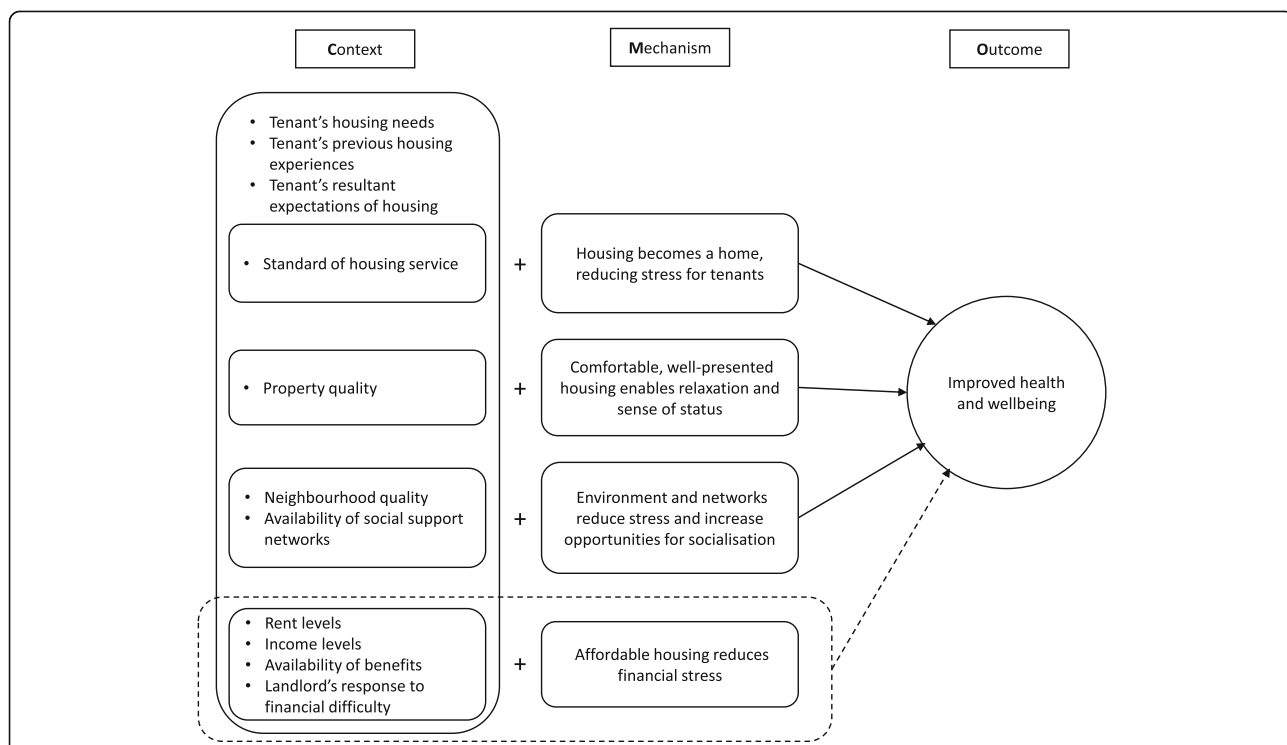 Context
Mechanism
Outcome
• Tenant’s housing needs
• Tenant’s previous housing
experiences
• Tenant’s resultant
expectations of housing
• Standard of housing service
+
Housing becomes a home,
reducing stress for tenants
• Property quality
+
Comfortable, well-presented
housing enables relaxation and
sense of status
Improved health
and wellbeing
• Neighbourhood quality
• Availability of social support
networks
+
Environment and networks
reduce stress and increase
opportunities for socialisation
• Rent levels
• Income levels
• Availability of benefits
• Landlord’s response to
financial difficulty
+
Affordable housing reduces
financial stress